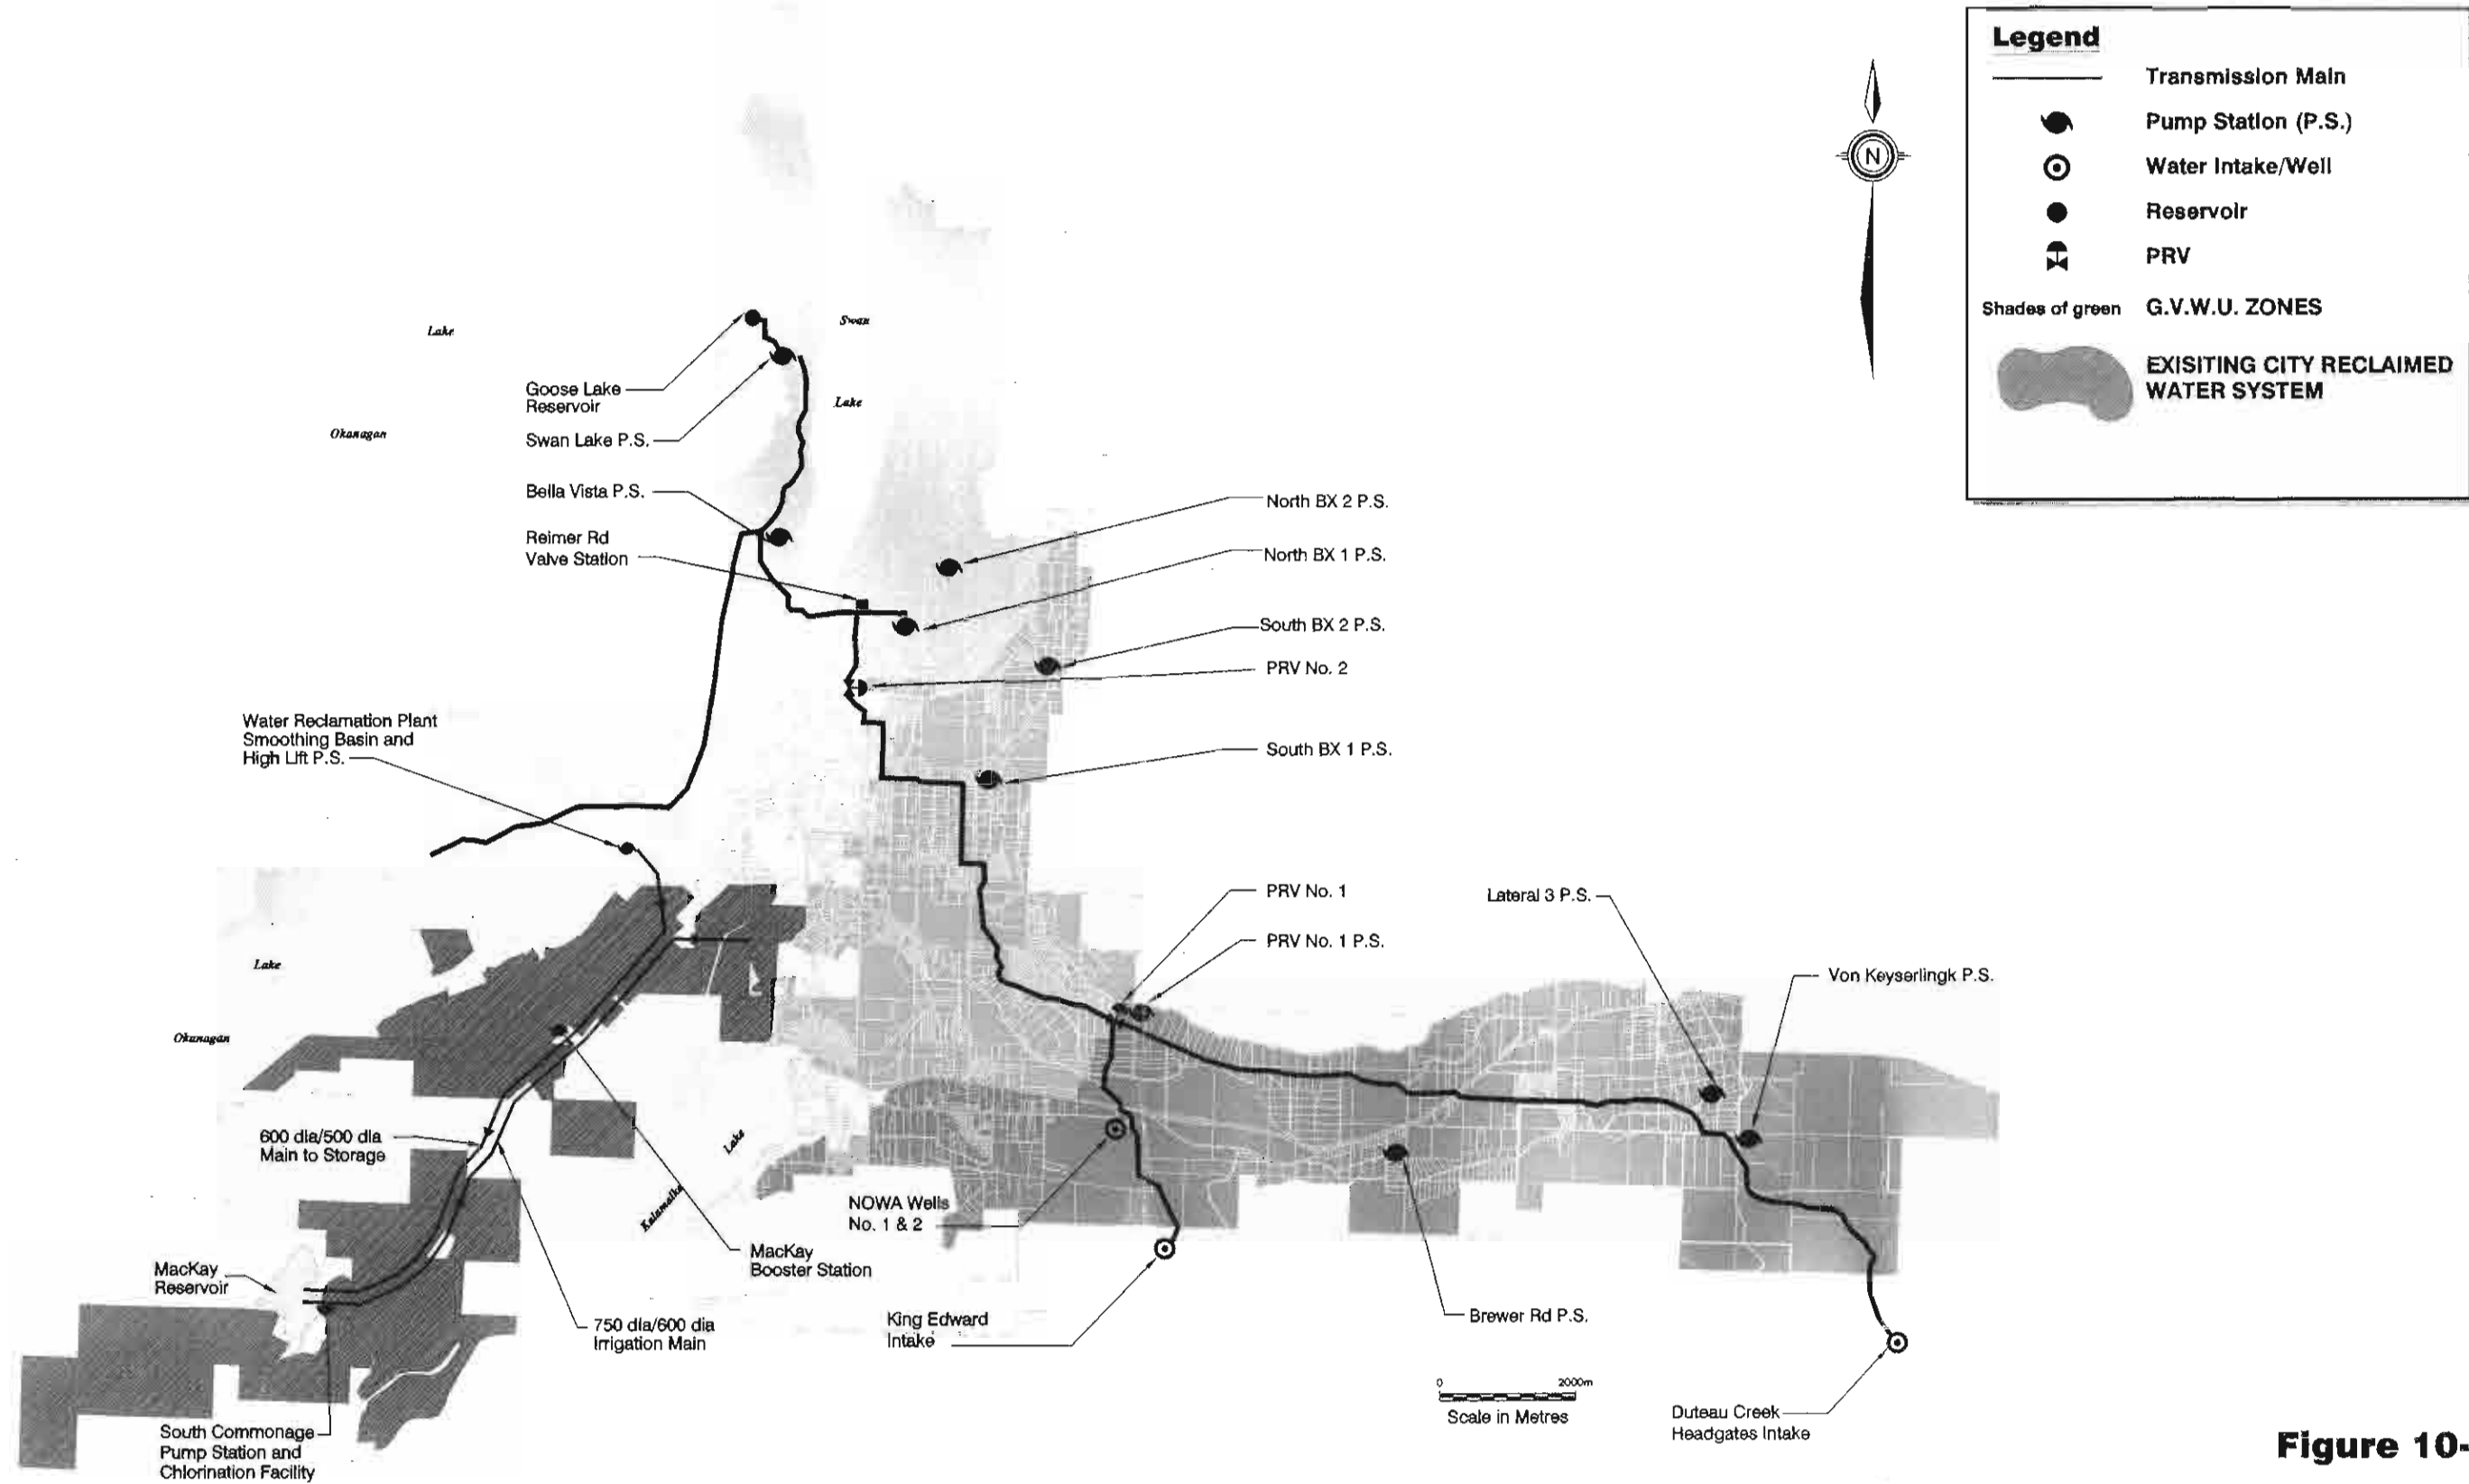 Legend
Transmission Main
Pump Station (P.S.)
Water Intake/Well
Reservoir
PRV
Shades of green G.V.W.U. ZONES
EXISITING CITY RECLAIMED
WATER SYSTEM
N
Lake
Swan
Goose Lake
Reservoir
Lake
Okanagan
Swan Lake P.S.
Bella Vista P.S.
North BX 2 P.S.
Reimer Rd
Valve Station
North BX 1 P.S.
South BX 2 P.S.
PRV No. 2
Water Reclamation Plant
Smoothing Basin and
High Lift P.S.
South BX 1 P.S.
PRV No. 1
Lateral 3 P.S.
PRV No. 1 P.S.
Lake
Von Keyserlingk P.S.
Okanagan
600 dia/500 dia
Main to Storage
Lake
Kalamalka
NOWA Wells
No. 1 & 2
MacKay
Booster Station
MacKay
Reservoir
750 dia/600 dia
Irrigation Main
King Edward
Intake
Brewer Rd P.S.
0 2000m
Scale in Metres
Duteau Creek
Headgates Intake
South Commonage
Pump Station and
Chlorination Facility
Figure 10-